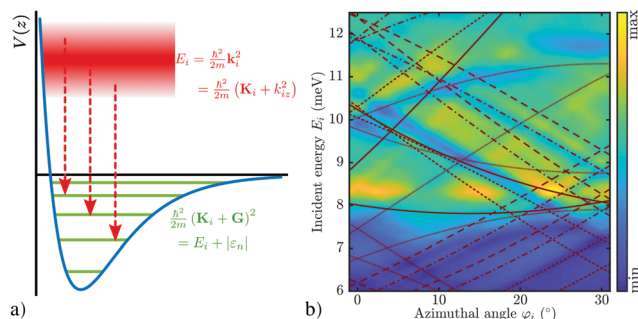 V(z)
E_i = ħ²/2m k_i²
= ħ²/2m (K_i + k_iz²)
ħ²/2m (K_i + G)²
= E_i + |ε_n|
a)
12
11
10
9
8
7
6
Incident energy E_i (meV)
0
10
20
30
Azimuthal angle φ_i (°)
max
min
b)